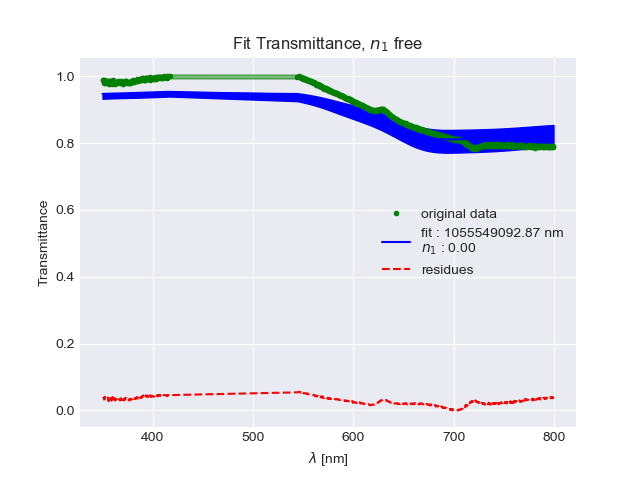 Fit Transmittance, n₁ free
Transmittance
1.0
0.8
0.6
0.4
0.2
0.0
original data
fit : 1055549092.87 nm
n₁ : 0.00
residues
400 500 600 700 800
λ [nm]